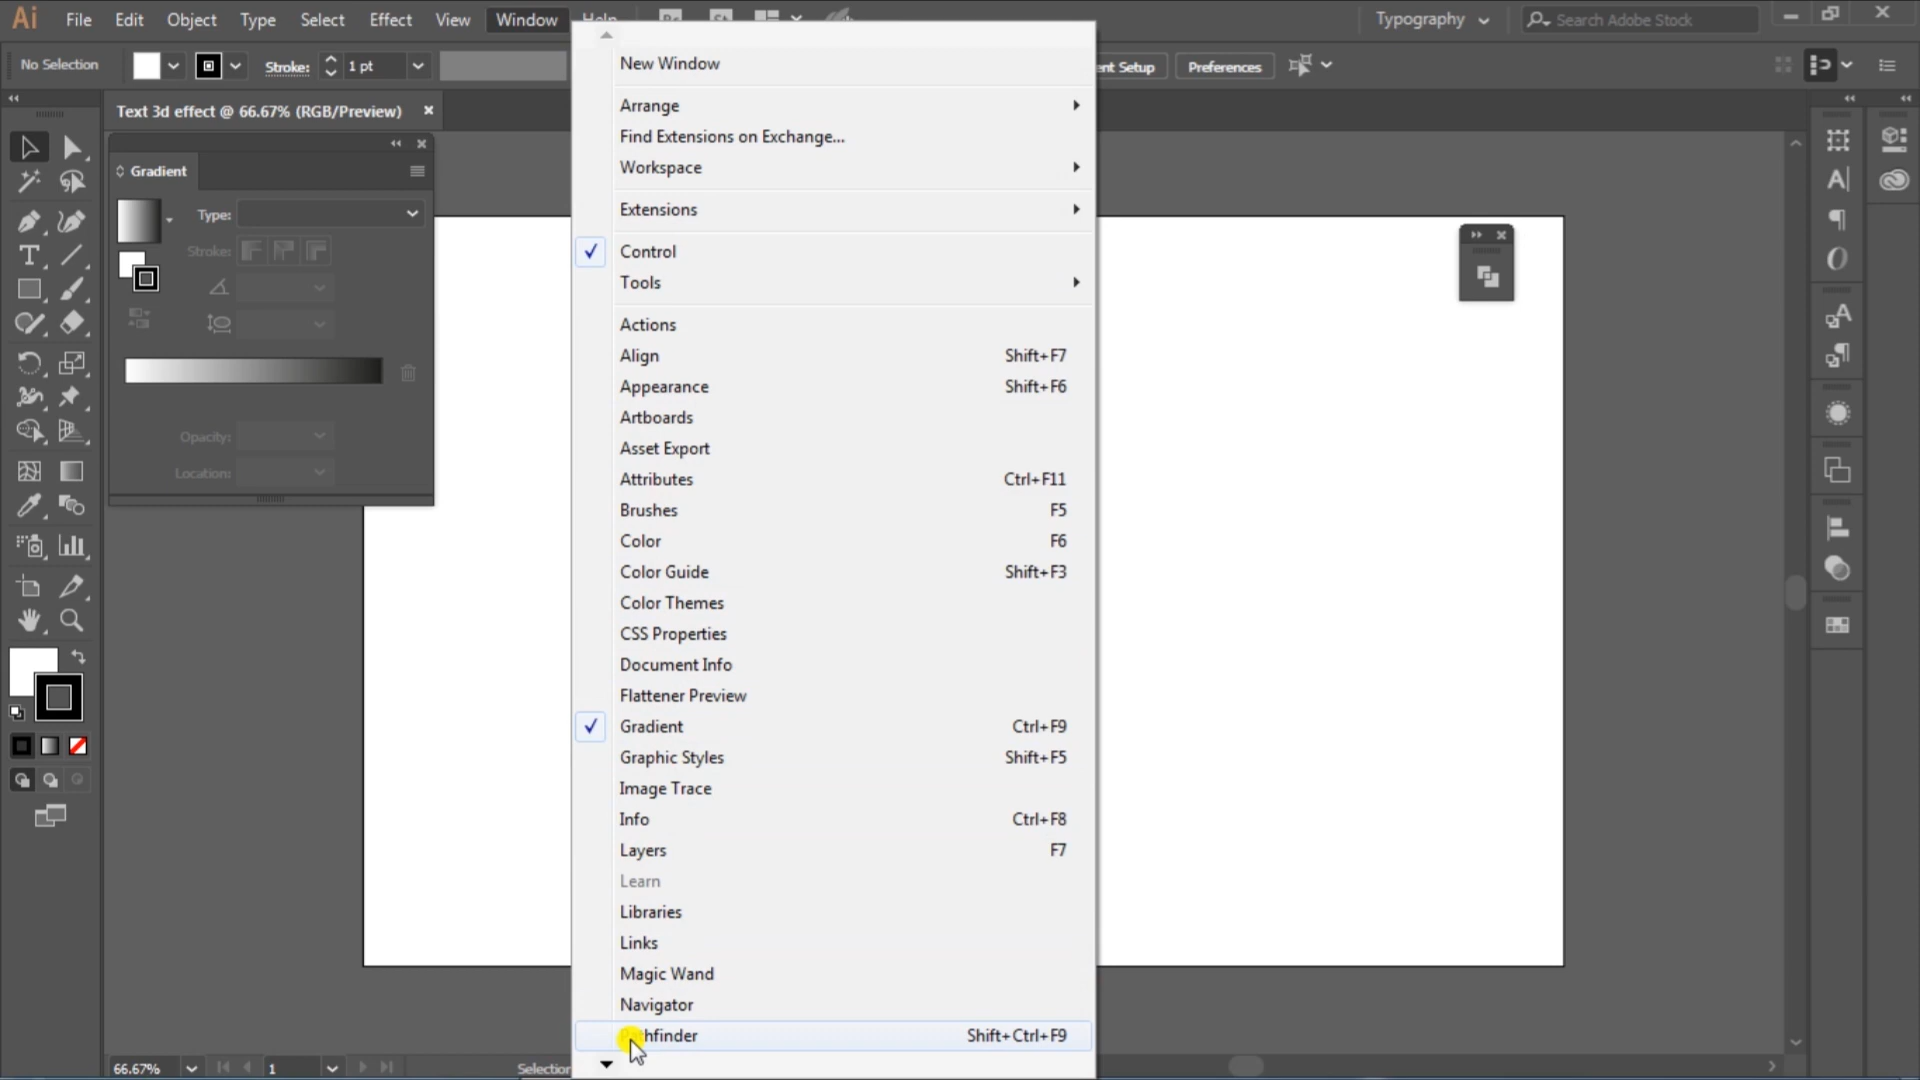 Ai File Edit Object Type Select Effect View Window Help Typography Search Adobe Stock
No Selection Stroke: 1 pt ent Setup Preferences
Text 3d effect @ 66.67% (RGB/Preview)
Gradient
Type:
Stroke:
Opacity:
Location:
New Window
Arrange
Find Extensions on Exchange...
Workspace
Extensions
Control
Tools
Actions
Align Shift+F7
Appearance Shift+F6
Artboards
Asset Export
Attributes Ctrl+F11
Brushes F5
Color F6
Color Guide Shift+F3
Color Themes
CSS Properties
Document Info
Flattener Preview
Gradient Ctrl+F9
Graphic Styles Shift+F5
Image Trace
Info Ctrl+F8
Layers F7
Learn
Libraries
Links
Magic Wand
Navigator
Pathfinder Shift+Ctrl+F9
66.67% 1 Selection